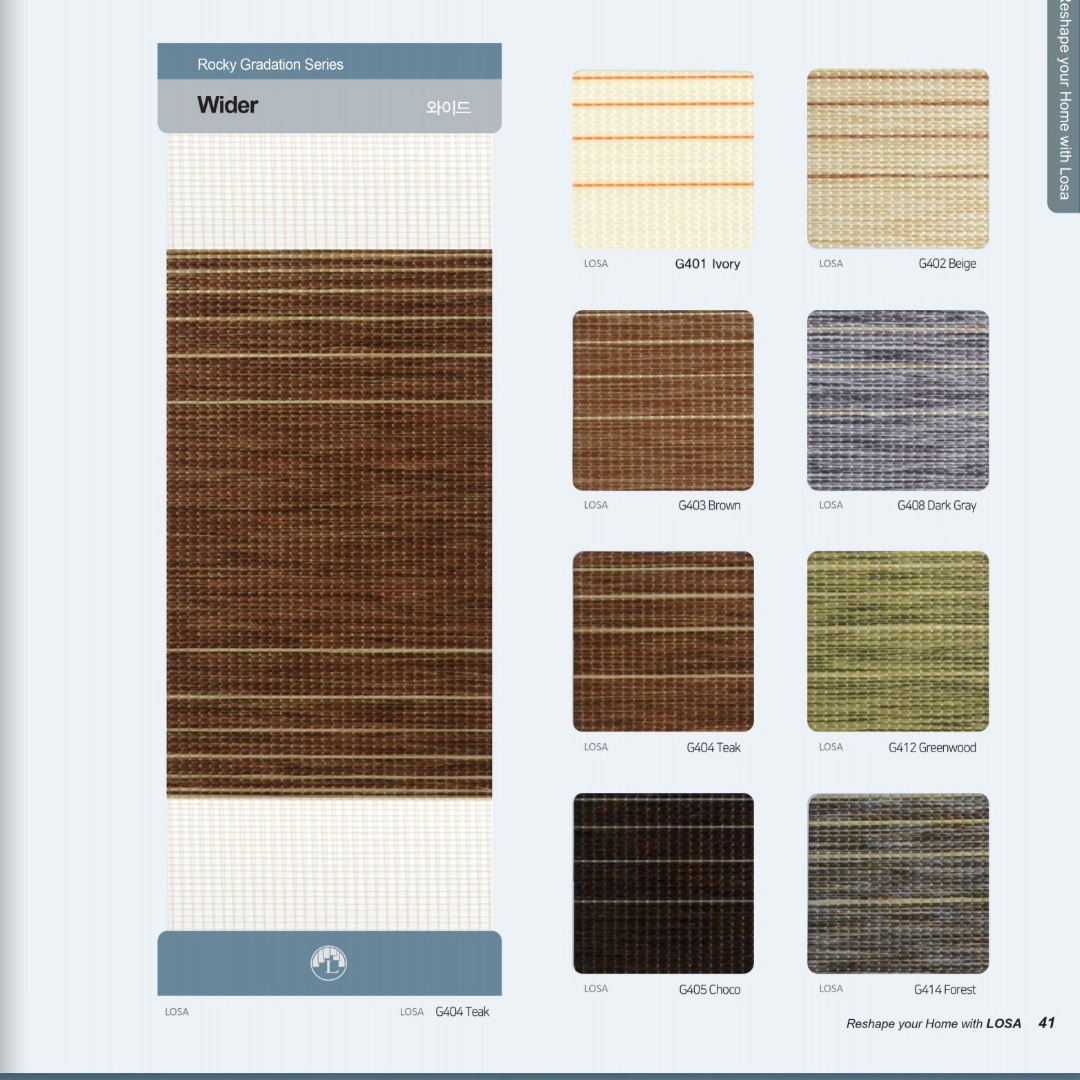 Reshape your Home with Losa
Rocky Gradation Series
Wider 와이드
LOSA G401 Ivory
LOSA G402 Beige
LOSA G403 Brown
LOSA G408 Dark Gray
LOSA G404 Teak
LOSA G412 Greenwood
LOSA G405 Choco
LOSA G414 Forest
L
LOSA LOSA G404 Teak
Reshape your Home with LOSA 41